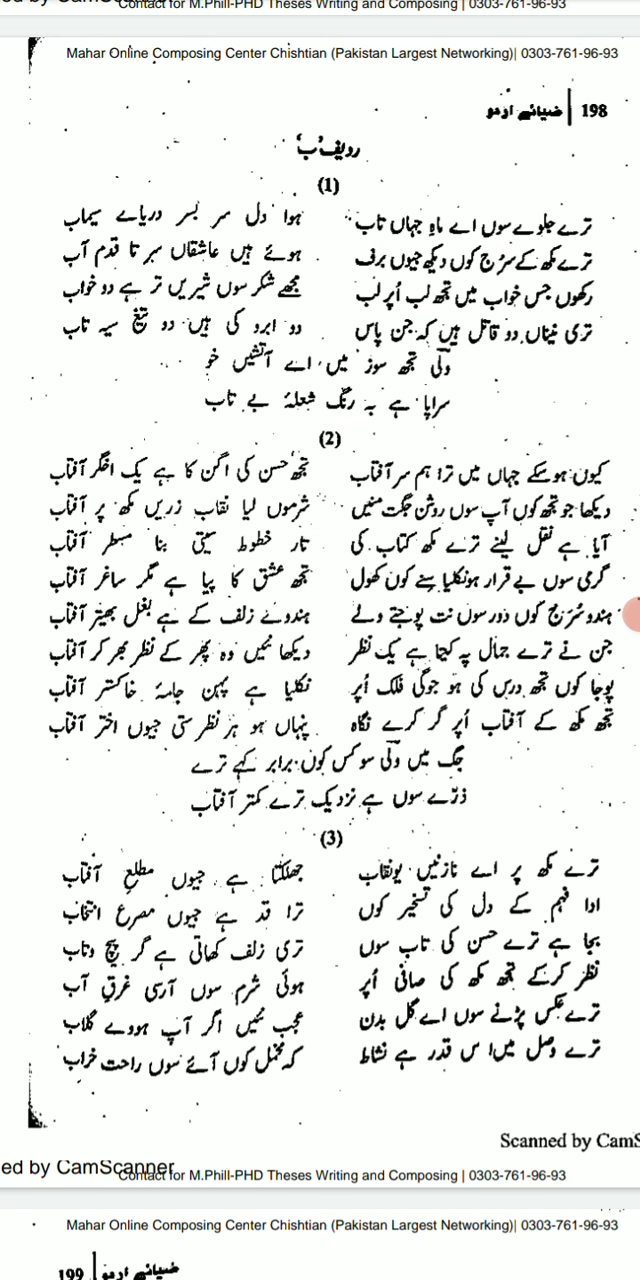 ed by CamSc
Contact for M.Phill-PHD Theses Writing and Composing | 0303-761-96-93
Mahar Online Composing Center Chishtian (Pakistan Largest Networking)| 0303-761-96-93
198 | ضیائے اردو
ردیف 'ب'
(1)
ترے جلوے سوں اے ماہِ جہاں تاب ہوا دل سر بسر دریاے سیماب
ترے مکھ کے سُرج کوں دیکھ جیوں برف ہوئے ہیں عاشقاں سر تا قدم آب
رکھوں جس خواب میں تجھ لب اُپر لب مجھے شکر سوں شیریں تر ہے دو خواب
تری نیناں دو قاتل ہیں کہ جن پاس دو ابرو کی ہیں دو تیغ سیہ تاب
ولی تجھ سوز میں اے آتشیں خو
سراپا ہے بہ رنگ شعلۂ بے تاب
(2)
کیوں ہو سکے جہاں میں ترا ہم سر آفتاب تجھ حسن کی اگن کا ہے یک اخگر آفتاب
دیکھا جو تجھ کوں آپ سوں روشن جگت منیں شرموں لیا نقاب زریں مکھ پر آفتاب
آیا ہے نقل لینے ترے مکھ کتاب کی تار خطوط سیتی بنا مسطر آفتاب
گرمی سوں بے قرار ہو نکلیا سنے کوں کھول تجھ عشق کا پیا ہے مگر ساغر آفتاب
ہندو سُرج کوں دور سوں نت پوجتے ولے ہندوے زلف کے ہے بغل بھیتر آفتاب
جن نے ترے جمال پہ کیتا ہے یک نظر دیکھا نئیں وہ پھر کے نظر بھر کر آفتاب
پوجا کوں تجھ درس کی ہو جوگی فلک اُپر نکلیا ہے پہن جامۂ خاکستر آفتاب
تجھ مکھ کے آفتاب اُپر گر کرے نگاہ پنہاں ہو ہر نظر ستی جیوں اختر آفتاب
جگ میں ولی سو کس کوں برابر کہے ترے
ذرّے سوں ہے نزدیک ترے کمتر آفتاب
(3)
ترے مکھ پر اے نازنیں یو نقاب جھلکتا ہے جیوں مطلعِ آفتاب
ادا فہم کے دل کی تسخیر کوں ترا قد ہے جیوں مصرع انتخاب
بجا ہے ترے حسن کی تاب سوں تری زلف کھاتی ہے گر پیچ و تاب
نظر کرکے تجھ مکھ کی صافی اُپر ہوئی شرم سوں آرسی غرقِ آب
ترے عکس پڑنے سوں اے گل بدن عجب نئیں اگر آپ ہووے گلاب
ترے وصل میں اس قدر ہے نشاط کہ مخمل کوں آئے سوں راحت خراب
Scanned by CamS
ed by CamScanner
Contact for M.Phill-PHD Theses Writing and Composing | 0303-761-96-93
Mahar Online Composing Center Chishtian (Pakistan Largest Networking)| 0303-761-96-93
199 | ضیائے اردو